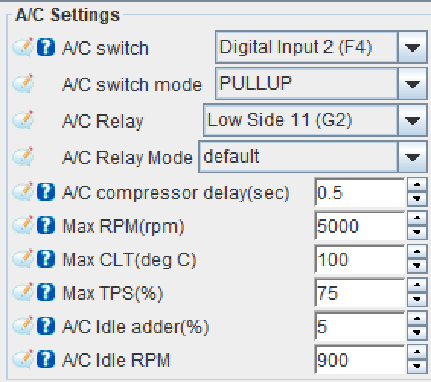 A/C Settings
A/C switch Digital Input 2 (F4)
A/C switch mode PULLUP
A/C Relay Low Side 11 (G2)
A/C Relay Mode default
A/C compressor delay(sec) 0.5
Max RPM(rpm) 5000
Max CLT(deg C) 100
Max TPS(%) 75
A/C Idle adder(%) 5
A/C Idle RPM 900